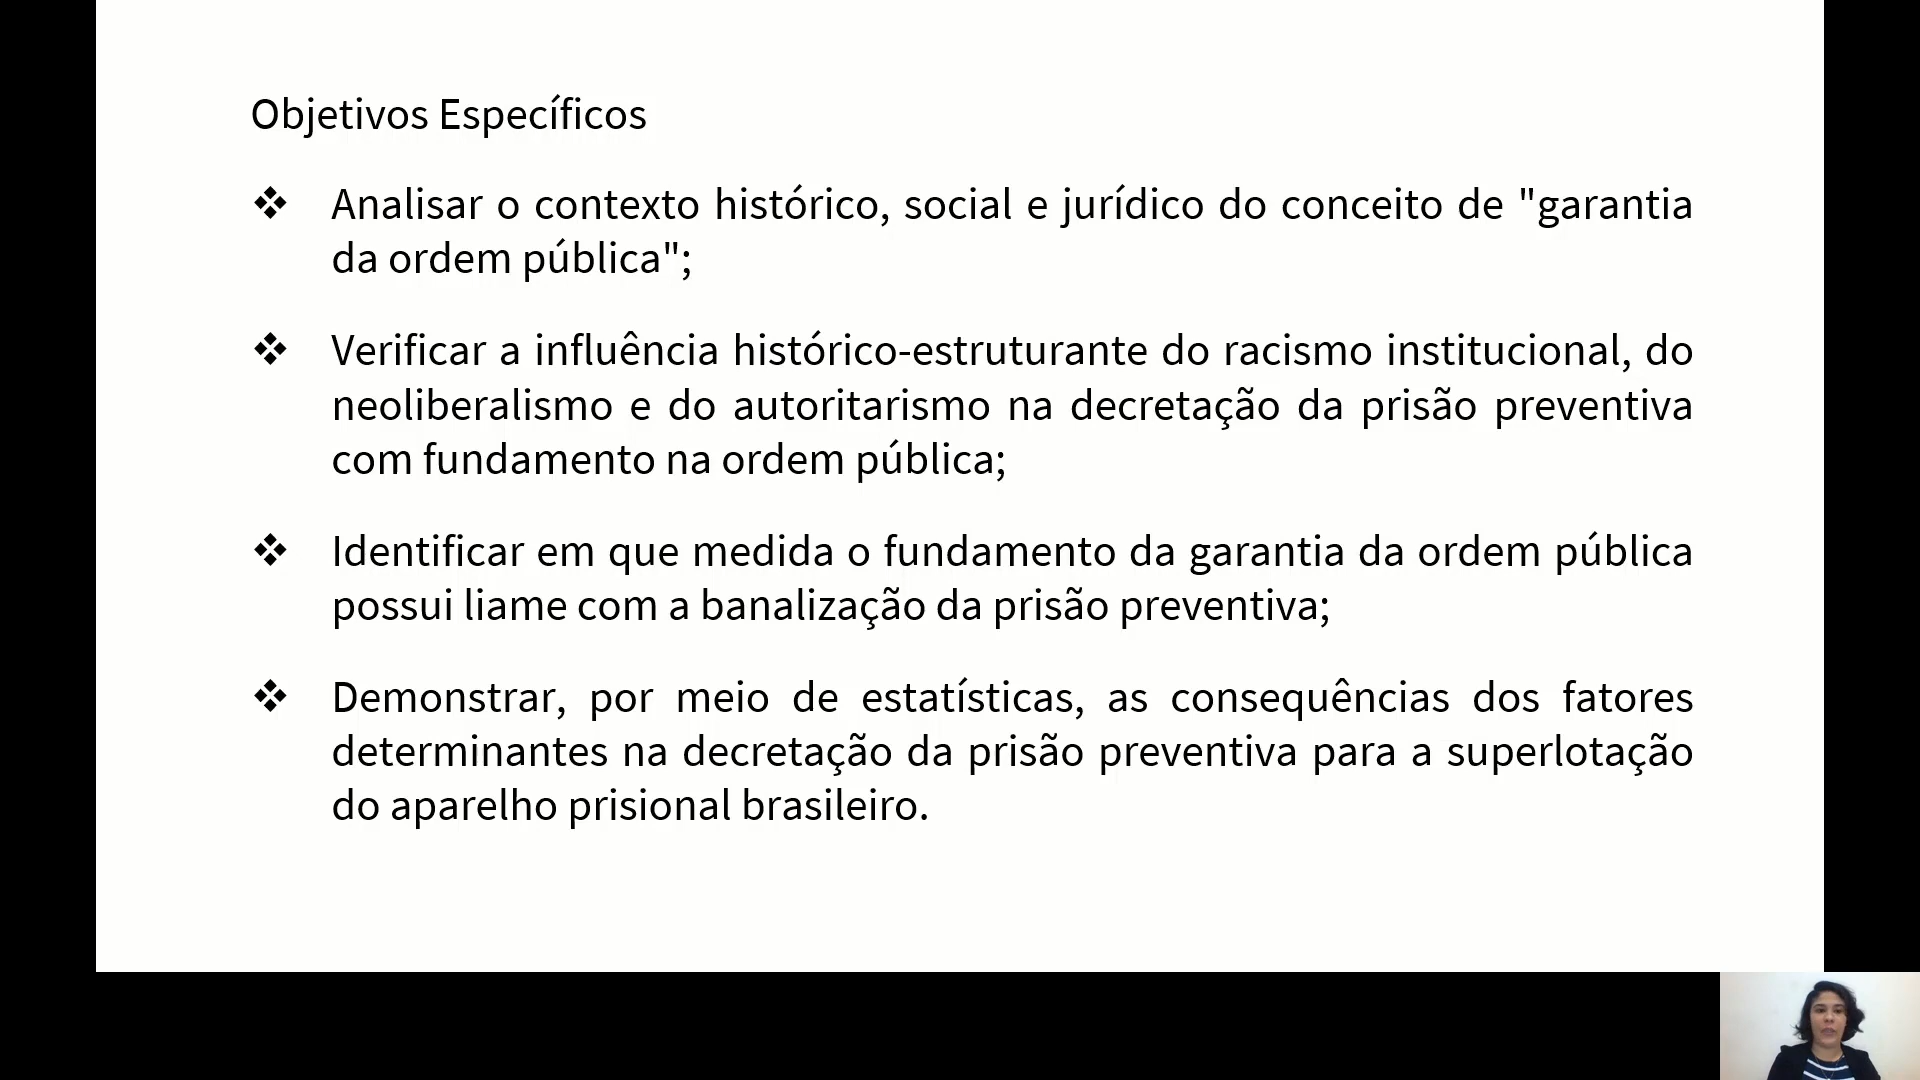 Objetivos Específicos
❖ Analisar o contexto histórico, social e jurídico do conceito de "garantia
da ordem pública";
❖ Verificar a influência histórico-estruturante do racismo institucional, do
neoliberalismo e do autoritarismo na decretação da prisão preventiva
com fundamento na ordem pública;
❖ Identificar em que medida o fundamento da garantia da ordem pública
possui liame com a banalização da prisão preventiva;
❖ Demonstrar, por meio de estatísticas, as consequências dos fatores
determinantes na decretação da prisão preventiva para a superlotação
do aparelho prisional brasileiro.